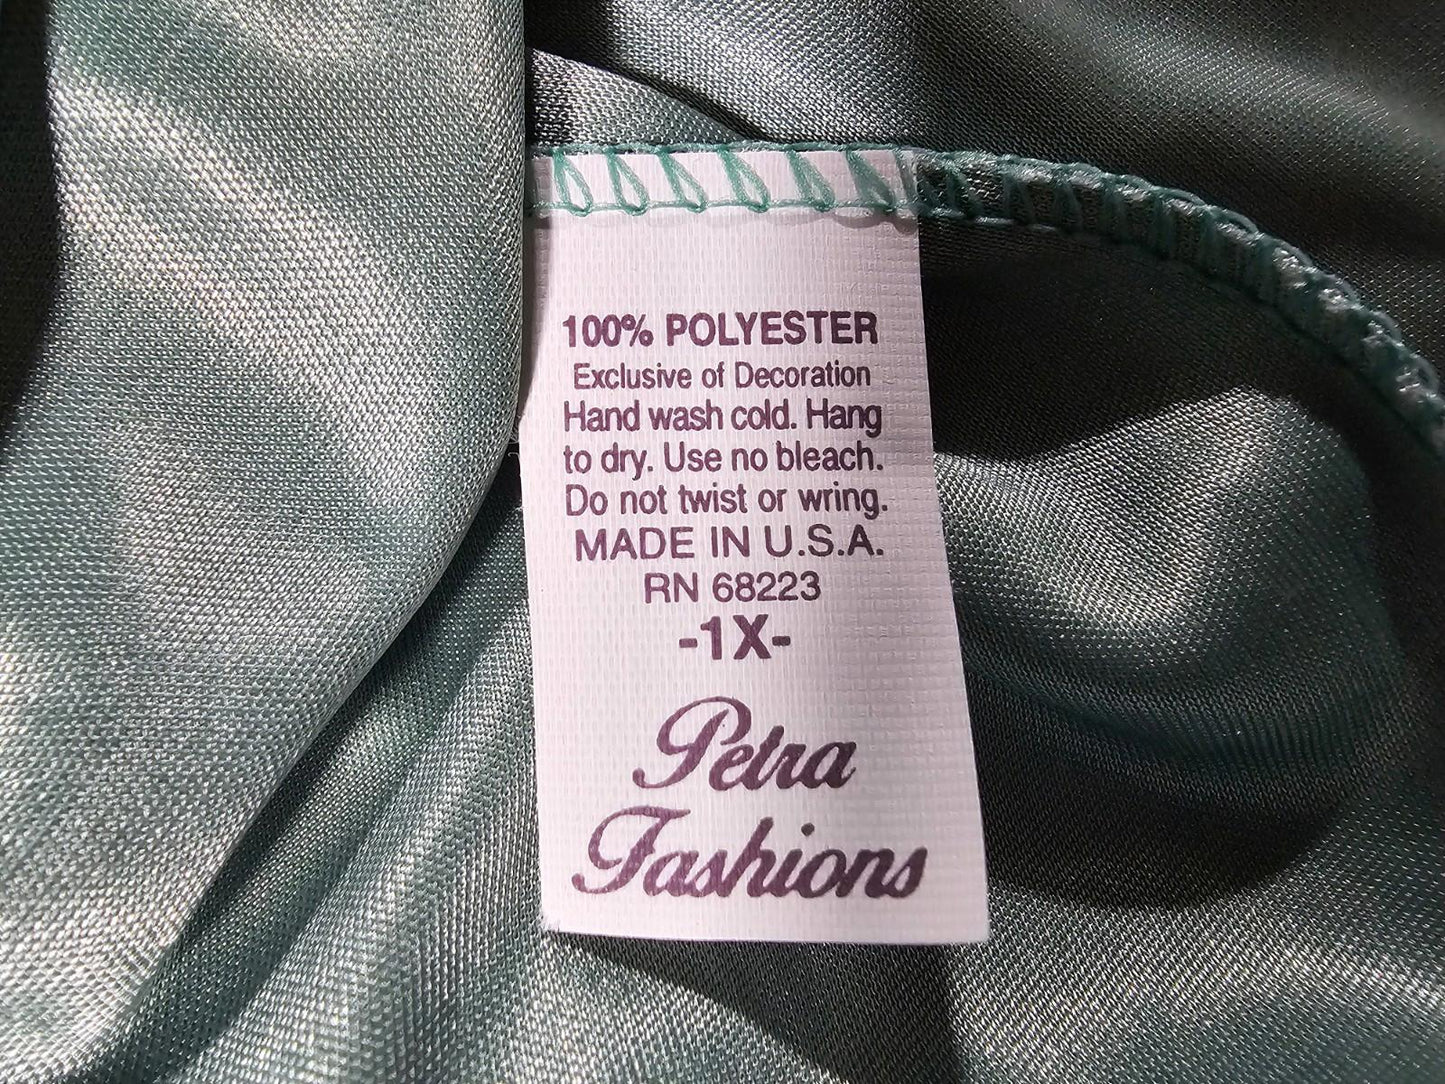 100% POLYESTER
Exclusive of Decoration
Hand wash cold. Hang
to dry. Use no bleach.
Do not twist or wring.
MADE IN U.S.A.
RN 68223
-1X-
Petra
Fashions